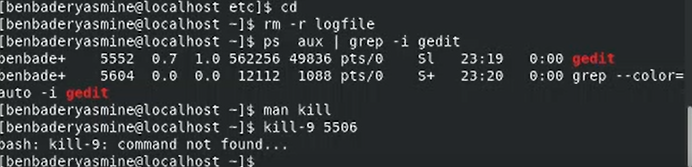 [benbaderyasmine@localhost etc]$ cd
[benbaderyasmine@localhost ~]$ rm -r logfile
[benbaderyasmine@localhost ~]$ ps  aux | grep -i gedit
benbade+    5552  0.7  1.0 562256 49836 pts/0    Sl   23:19   0:00 gedit
benbade+    5604  0.0  0.0  12112  1088 pts/0    S+   23:20   0:00 grep --color=
auto -i gedit
[benbaderyasmine@localhost ~]$ man kill
[benbaderyasmine@localhost ~]$ kill-9 5506
bash: kill-9: command not found...
[benbaderyasmine@localhost ~]$